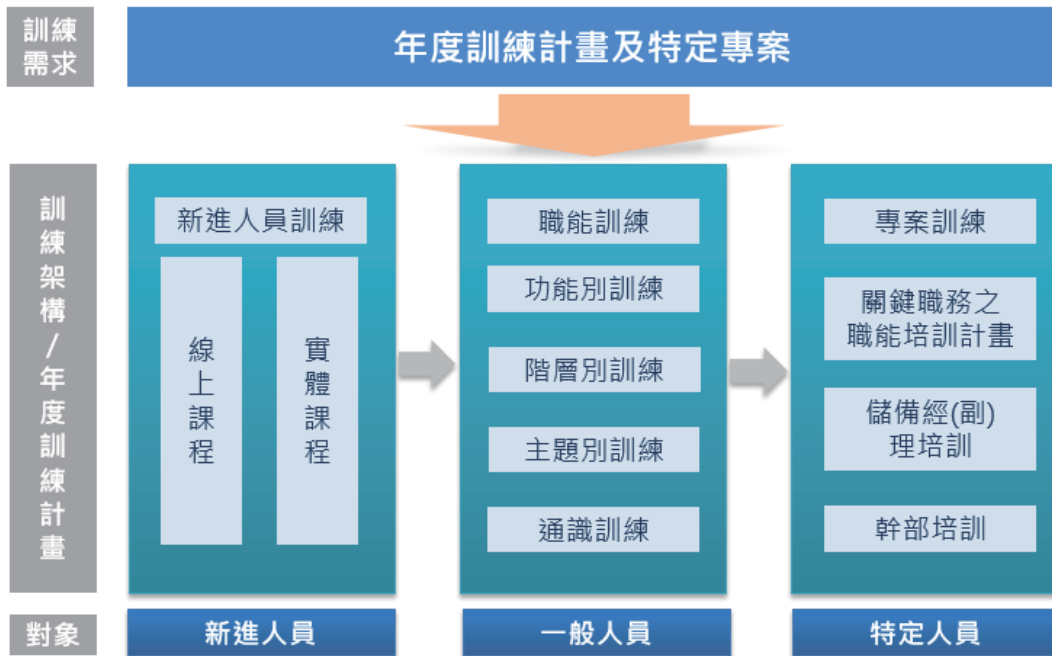 訓練
需求
年度訓練計畫及特定專案
訓練架構/年度訓練計畫
新進人員訓練
線上課程
實體課程
職能訓練
功能別訓練
階層別訓練
主題別訓練
通識訓練
專案訓練
關鍵職務之
職能培訓計畫
儲備經(副)
理培訓
幹部培訓
對象
新進人員
一般人員
特定人員